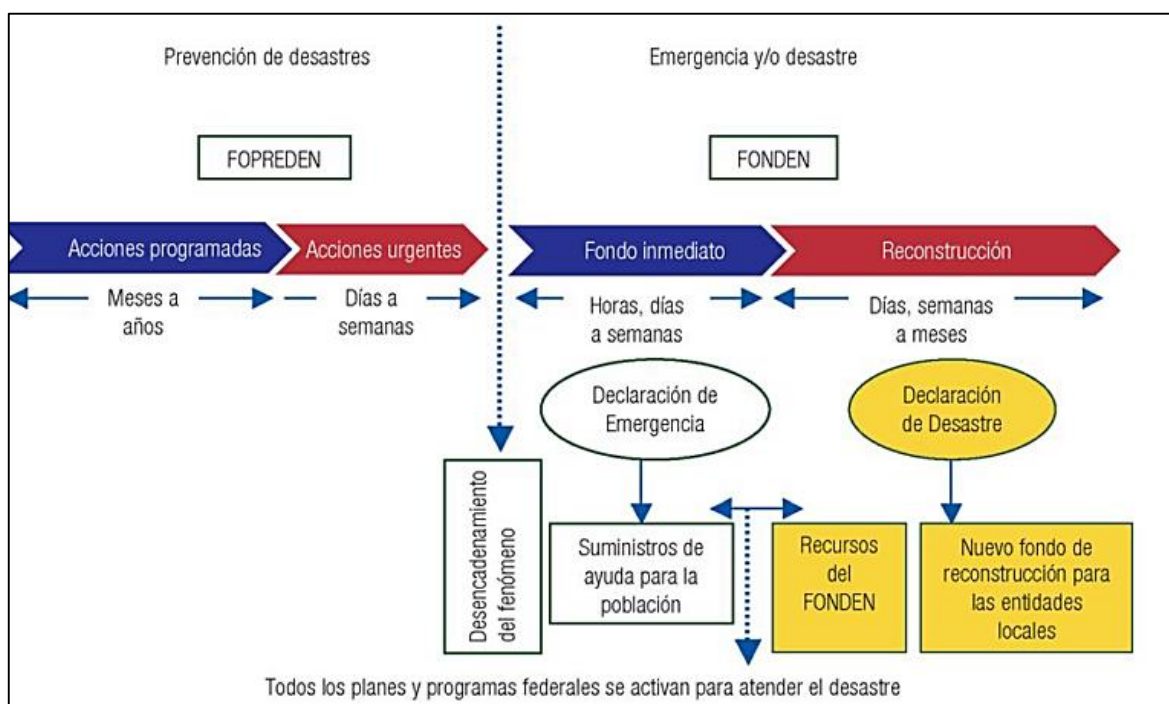 Prevención de desastres
Emergencia y/o desastre
FOPREDEN
FONDEN
Acciones programadas
Acciones urgentes
Fondo inmediato
Reconstrucción
Meses a
años
Días a
semanas
Horas, días
a semanas
Días, semanas
a meses
Declaración de
Emergencia
Declaración
de Desastre
Desencadenamiento
del fenómeno
Suministros de
ayuda para la
población
Recursos
del
FONDEN
Nuevo fondo de
reconstrucción para
las entidades
locales
Todos los planes y programas federales se activan para atender el desastre